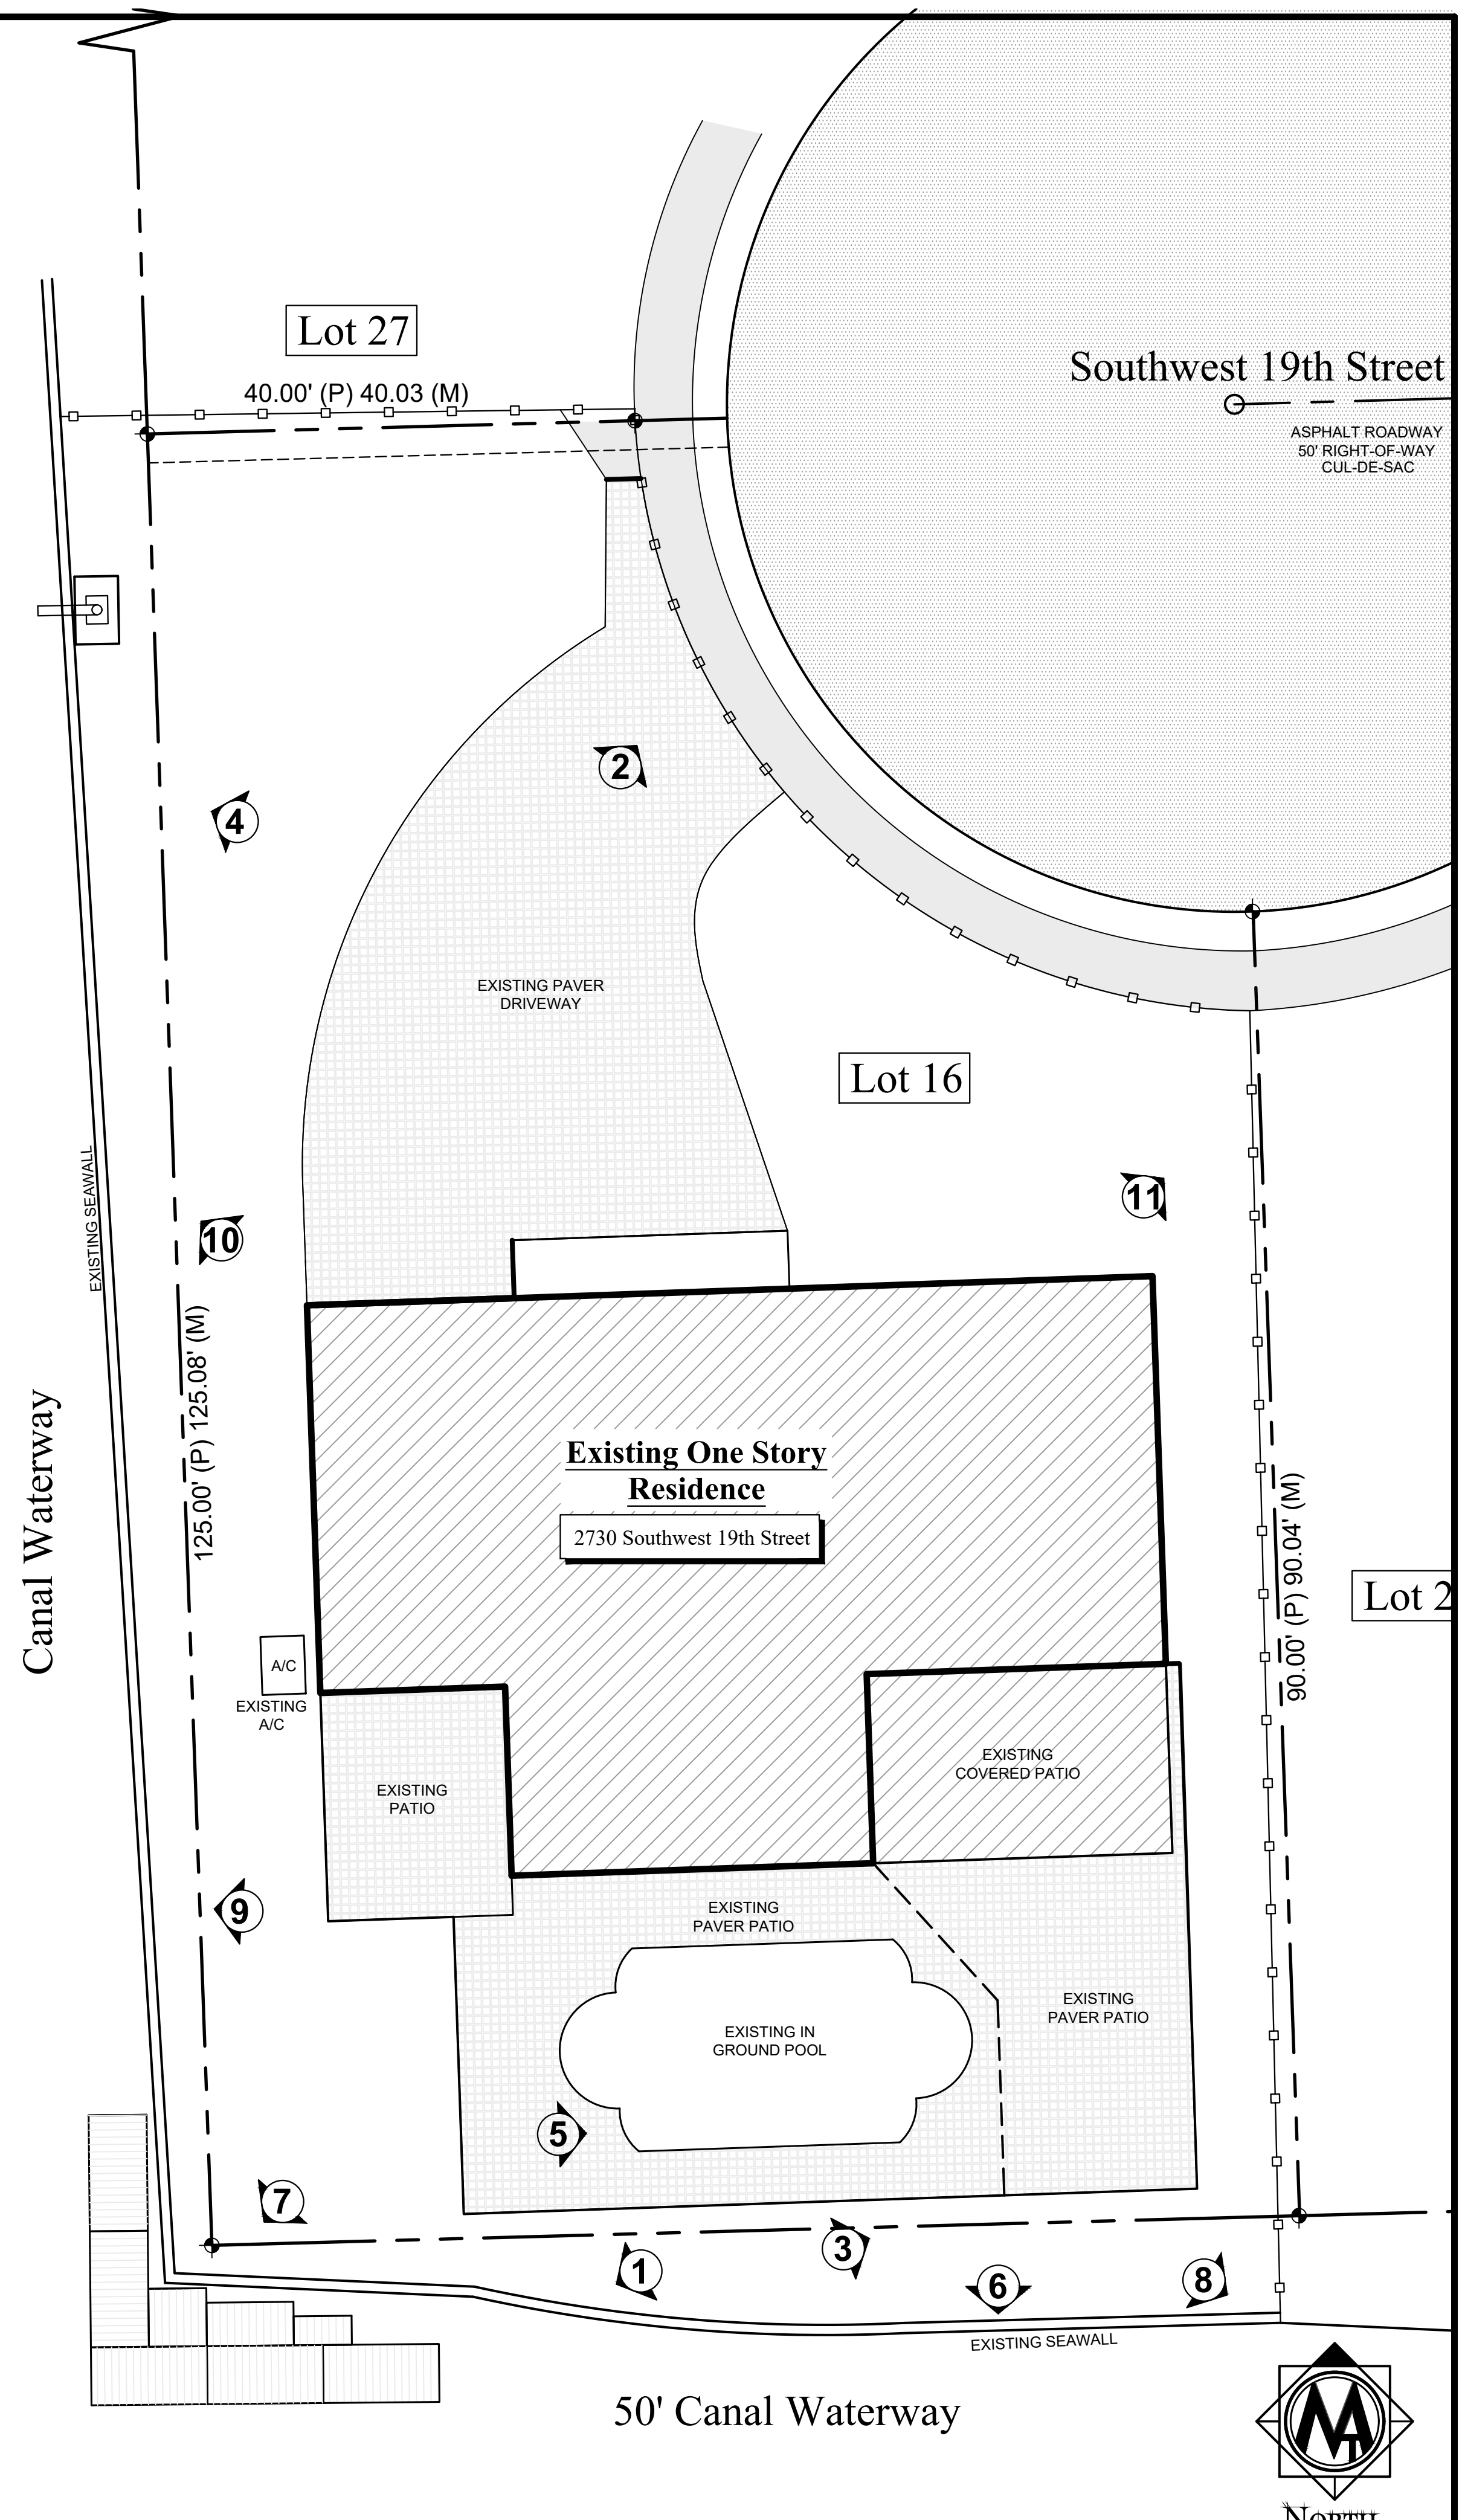 Lot 27
40.00' (P) 40.03 (M)
Southwest 19th Street
ASPHALT ROADWAY
50' RIGHT-OF-WAY
CUL-DE-SAC
2
4
EXISTING PAVER
DRIVEWAY
Lot 16
EXISTING SEAWALL
10
11
125.00' (P) 125.08' (M)
Canal Waterway
Existing One Story
Residence
2730 Southwest 19th Street
90.00' (P) 90.04' (M)
Lot 2
A/C
EXISTING
A/C
EXISTING
PATIO
EXISTING
COVERED PATIO
9
EXISTING
PAVER PATIO
EXISTING
PAVER PATIO
EXISTING IN
GROUND POOL
5
7
3
1
6
8
EXISTING SEAWALL
50' Canal Waterway
NORTH